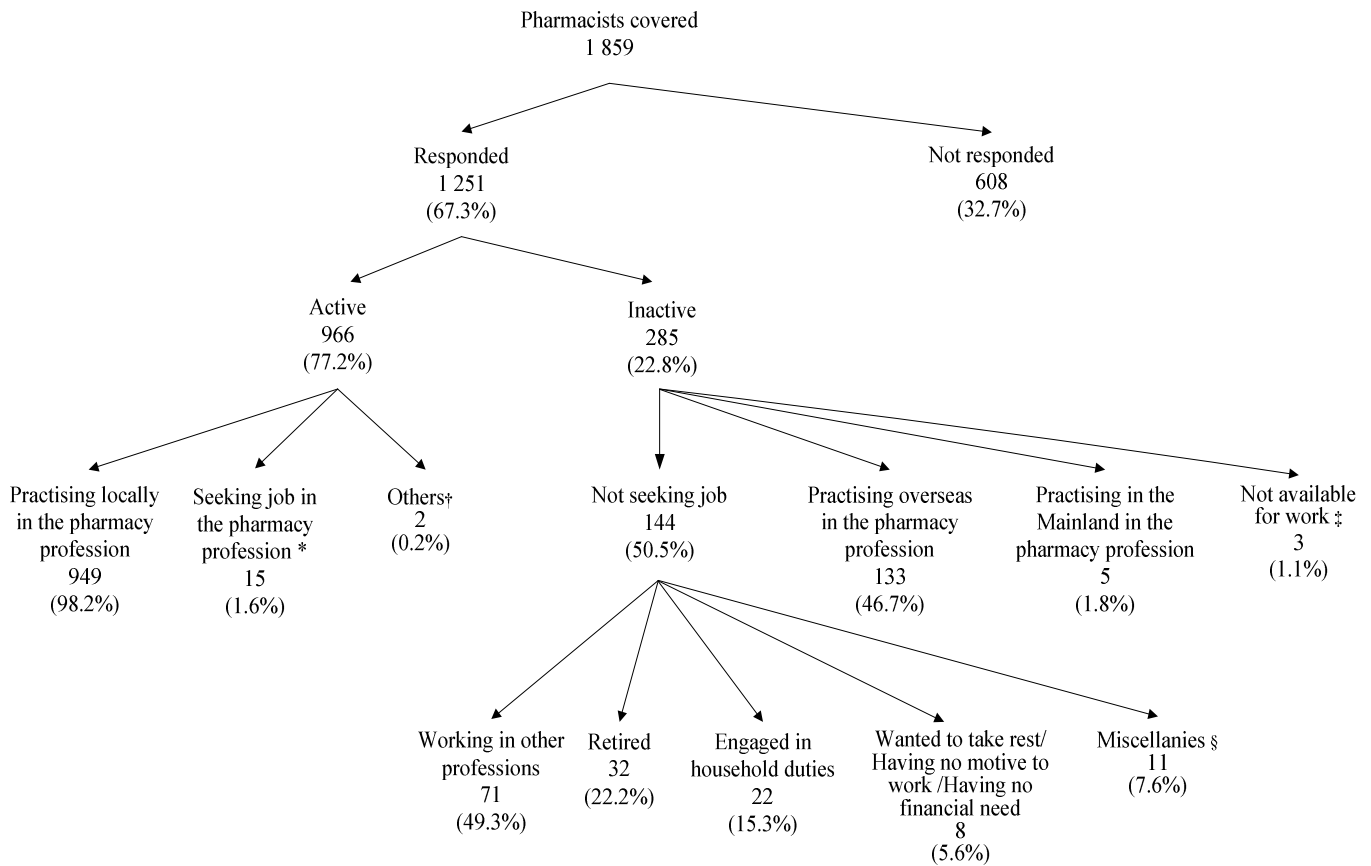 Pharmacists covered
1 859
Responded
1 251
(67.3%)
Not responded
608
(32.7%)
Active
966
(77.2%)
Inactive
285
(22.8%)
Practising locally
in the pharmacy
profession
949
(98.2%)
Seeking job in
the pharmacy
profession *
15
(1.6%)
Others†
2
(0.2%)
Not seeking job
144
(50.5%)
Practising overseas
in the pharmacy
profession
133
(46.7%)
Practising in the
Mainland in the
pharmacy profession
5
(1.8%)
Not available
for work ‡
3
(1.1%)
Working in other
professions
71
(49.3%)
Retired
32
(22.2%)
Engaged in
household duties
22
(15.3%)
Wanted to take rest/
Having no motive to
work /Having no
financial need
8
(5.6%)
Miscellanies §
11
(7.6%)